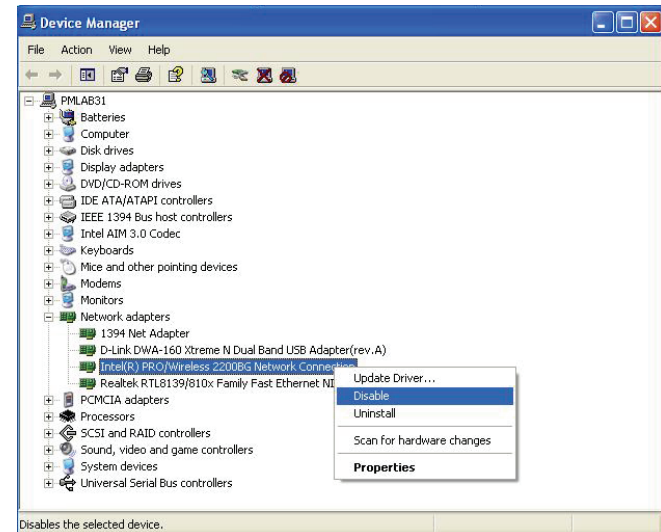 Device Manager
File Action View Help
PMLAB31
Batteries
Computer
Disk drives
Display adapters
DVD/CD-ROM drives
IDE ATA/ATAPI controllers
IEEE 1394 Bus host controllers
Intel AIM 3.0 Codec
Keyboards
Mice and other pointing devices
Modems
Monitors
Network adapters
1394 Net Adapter
D-Link DWA-160 Xtreme N Dual Band USB Adapter(rev.A)
Intel(R) PRO/Wireless 2200BG Network Connection
Realtek RTL8139/810x Family Fast Ethernet NI
PCMCIA adapters
Processors
SCSI and RAID controllers
Sound, video and game controllers
System devices
Universal Serial Bus controllers
Update Driver...
Disable
Uninstall
Scan for hardware changes
Properties
Disables the selected device.